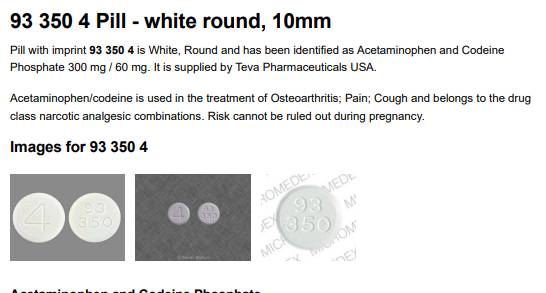 93 350 4 Pill - white round, 10mm
Pill with imprint 93 350 4 is White, Round and has been identified as Acetaminophen and Codeine
Phosphate 300 mg / 60 mg. It is supplied by Teva Pharmaceuticals USA.
Acetaminophen/codeine is used in the treatment of Osteoarthritis; Pain; Cough and belongs to the drug
class narcotic analgesic combinations. Risk cannot be ruled out during pregnancy.
Images for 93 350 4
4
93
350
4
93
350
93
350
Acetaminophen and Codeine Phosphate